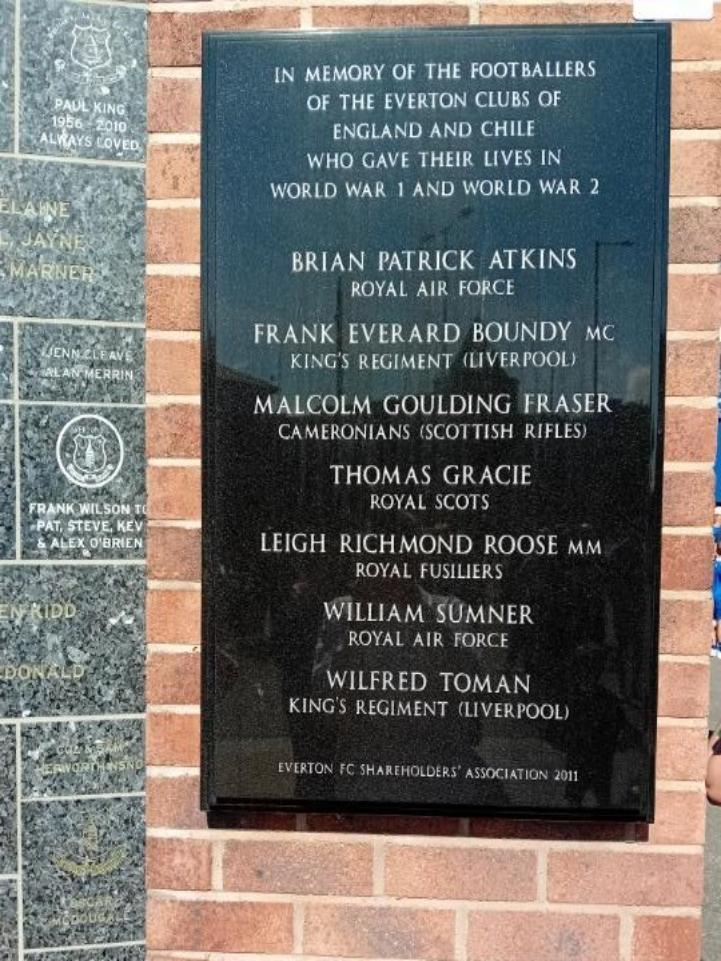 PAUL KING
1956 - 2010
ALWAYS LOVED
ELAINE
JAYNE
MARNER
JENN CLEAVE
ALAN MERRIN
FRANK WILSON TO
PAT, STEVE, KEV
& ALEX O'BRIEN
KIDD
DONALD
IN MEMORY OF THE FOOTBALLERS
OF THE EVERTON CLUBS OF
ENGLAND AND CHILE
WHO GAVE THEIR LIVES IN
WORLD WAR 1 AND WORLD WAR 2
BRIAN PATRICK ATKINS
ROYAL AIR FORCE
FRANK EVERARD BOUNDY MC
KING'S REGIMENT (LIVERPOOL)
MALCOLM GOULDING FRASER
CAMERONIANS (SCOTTISH RIFLES)
THOMAS GRACIE
ROYAL SCOTS
LEIGH RICHMOND ROOSE MM
ROYAL FUSILIERS
WILLIAM SUMNER
ROYAL AIR FORCE
WILFRED TOMAN
KING'S REGIMENT (LIVERPOOL)
EVERTON FC SHAREHOLDERS' ASSOCIATION 2011